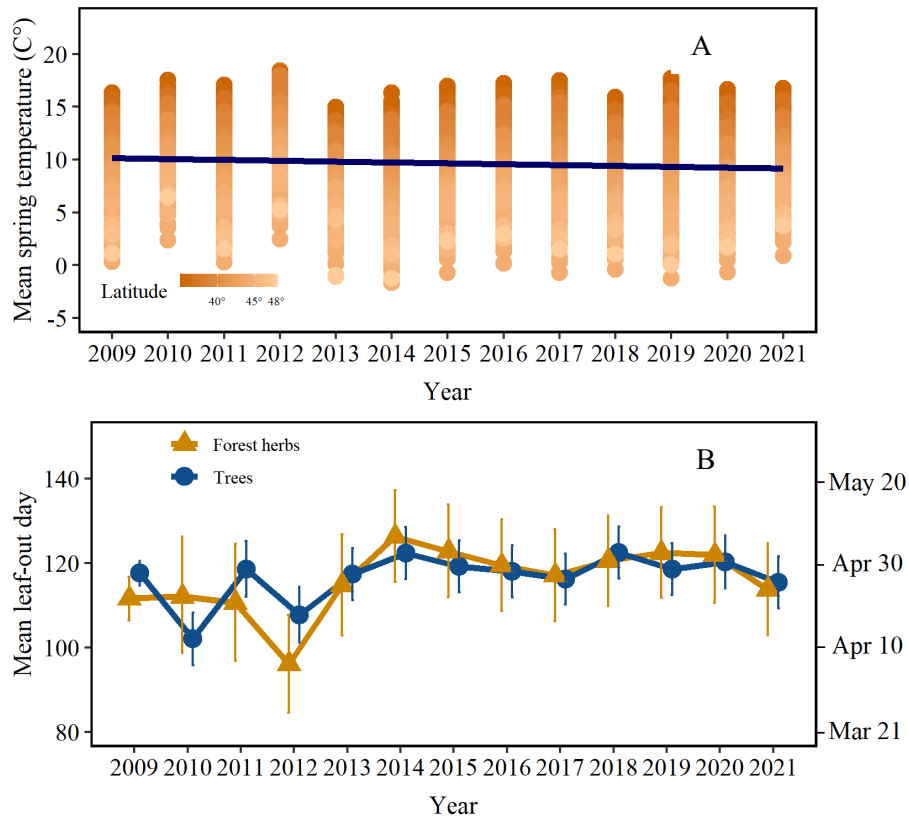 A
Mean spring temperature (C°)
20
15
10
5
0
-5
Latitude
40° 45° 48°
2009 2010 2011 2012 2013 2014 2015 2016 2017 2018 2019 2020 2021
Year
B
Forest herbs
Trees
Mean leaf-out day
140
120
100
80
May 20
Apr 30
Apr 10
Mar 21
2009 2010 2011 2012 2013 2014 2015 2016 2017 2018 2019 2020 2021
Year